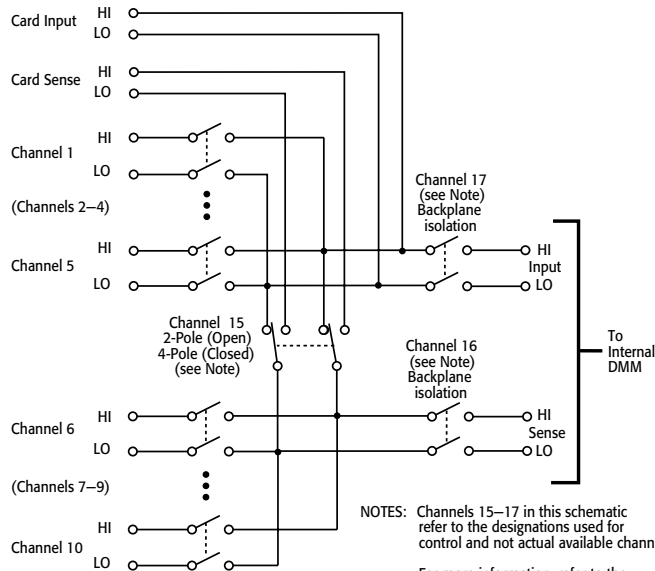 Card Input HI
LO
Card Sense HI
LO
Channel 1 HI
LO
(Channels 2–4)
Channel 5 HI
LO
Channel 17
(see Note)
Backplane
isolation
HI
Input
LO
Channel 15
2-Pole (Open)
4-Pole (Closed)
(see Note)
Channel 16
(see Note)
Backplane
isolation
To
Internal
DMM
Channel 6 HI
LO
HI
Sense
LO
(Channels 7–9)
Channel 10 HI
LO
NOTES: Channels 15–17 in this schematic
refer to the designations used for
control and not actual available chann